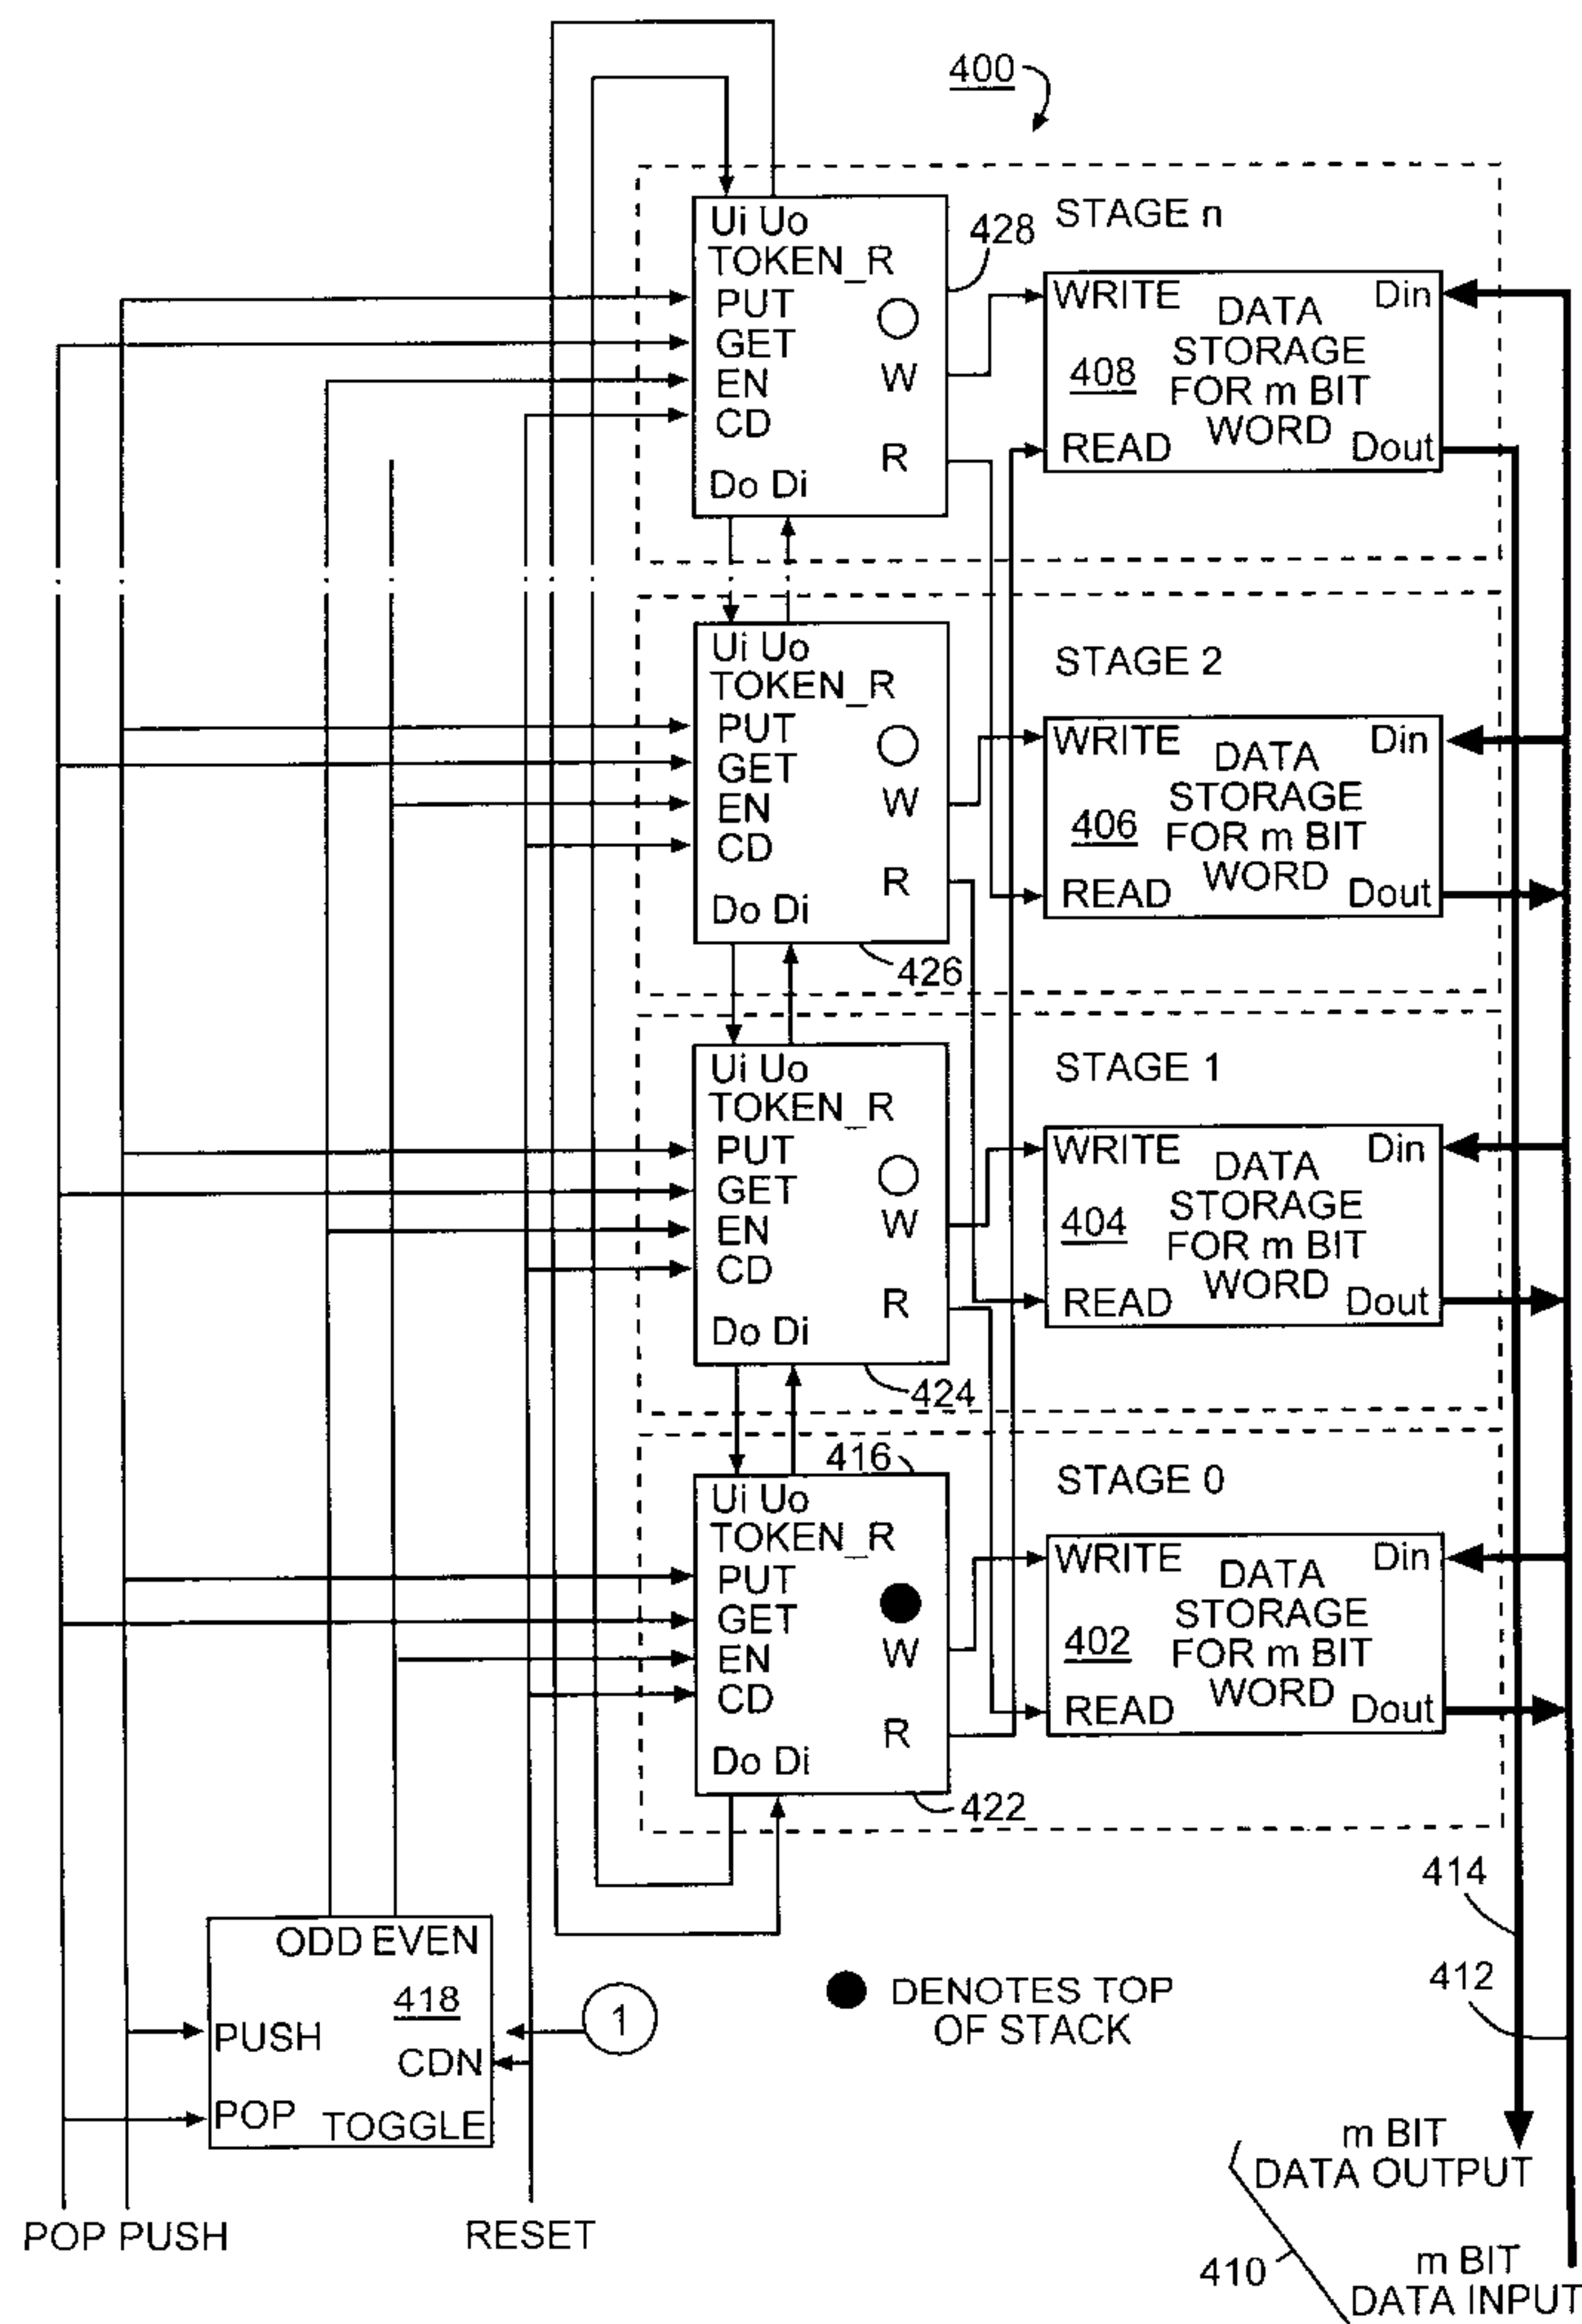 400
STAGE n
Ui Uo
TOKEN_R
PUT
GET
EN
CD
W
R
Do Di
428
WRITE
Din
DATA
STORAGE
FOR m BIT
WORD
408
READ
Dout
STAGE 2
Ui Uo
TOKEN_R
PUT
GET
EN
CD
W
R
Do Di
426
WRITE
Din
DATA
STORAGE
FOR m BIT
WORD
406
READ
Dout
STAGE 1
Ui Uo
TOKEN_R
PUT
GET
EN
CD
W
R
Do Di
424
WRITE
Din
DATA
STORAGE
FOR m BIT
WORD
404
READ
Dout
416
STAGE 0
Ui Uo
TOKEN_R
PUT
GET
EN
CD
W
R
Do Di
422
WRITE
Din
DATA
STORAGE
FOR m BIT
WORD
402
READ
Dout
414
412
ODD EVEN
418
PUSH
CDN
POP
TOGGLE
1
DENOTES TOP
OF STACK
POP PUSH
RESET
m BIT
DATA OUTPUT
410
m BIT
DATA INPUT